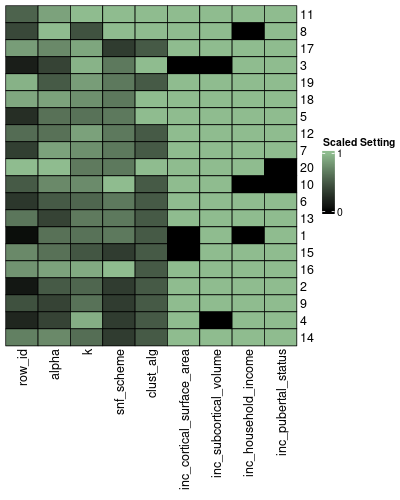 11
8
17
3
19
18
5
12
7
20
10
6
13
1
15
16
2
9
4
14
Scaled Setting
1
0
row_id
alpha
k
snf_scheme
clust_alg
inc_cortical_surface_area
inc_subcortical_volume
inc_household_income
inc_pubertal_status